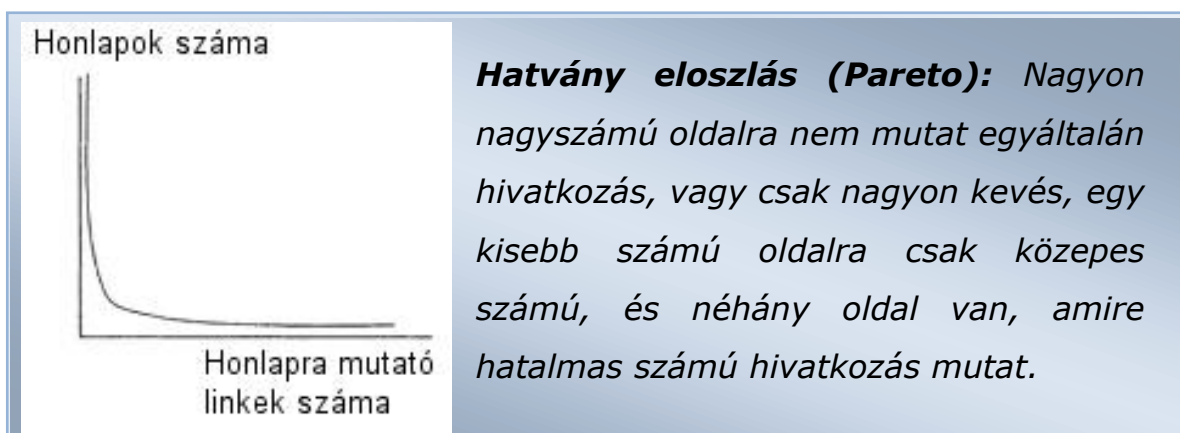 Honlapok száma
Honlapra mutató
linkek száma
Hatvány eloszlás (Pareto): Nagyon
nagyszámú oldalra nem mutat egyáltalán
hivatkozás, vagy csak nagyon kevés, egy
kisebb számú oldalra csak közepes
számú, és néhány oldal van, amire
hatalmas számú hivatkozás mutat.